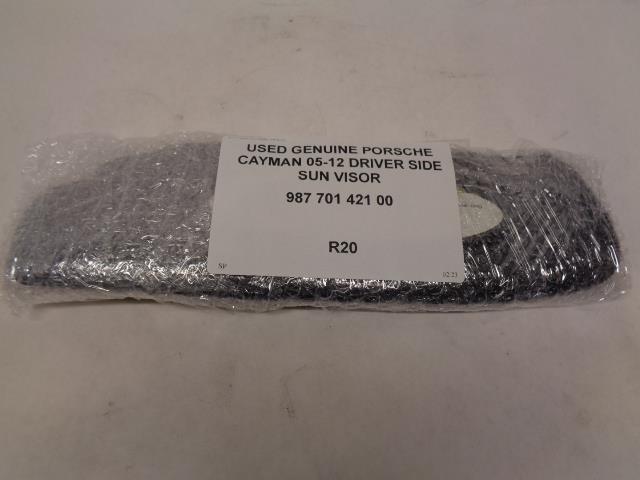 USED GENUINE PORSCHE
CAYMAN 05-12 DRIVER SIDE
SUN VISOR
987 701 421 00
R20
SP
02/23